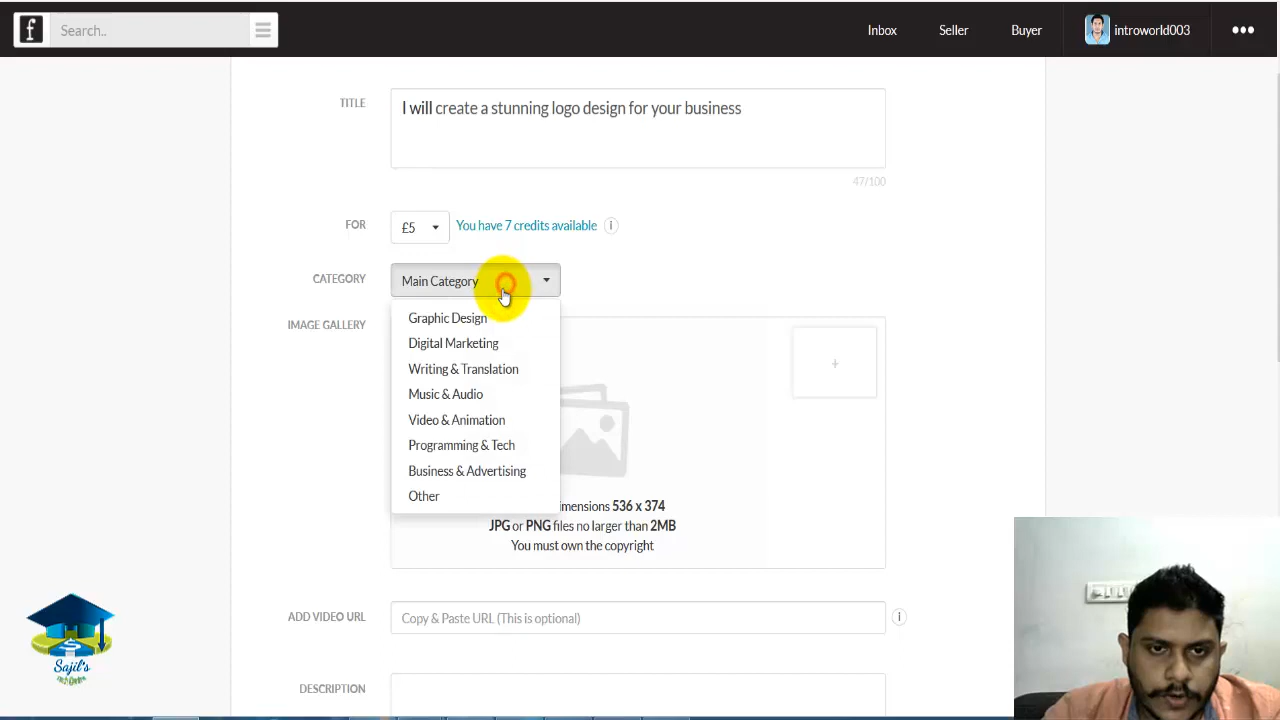 f Search.. Inbox Seller Buyer introworld003
TITLE I will create a stunning logo design for your business
47/100
FOR £5 You have 7 credits available i
CATEGORY Main Category
IMAGE GALLERY
Graphic Design
Digital Marketing
Writing & Translation
Music & Audio
Video & Animation
Programming & Tech
Business & Advertising
Other
+
imensions 536 x 374
JPG or PNG files no larger than 2MB
You must own the copyright
ADD VIDEO URL Copy & Paste URL (This is optional) i
DESCRIPTION
Sajil's